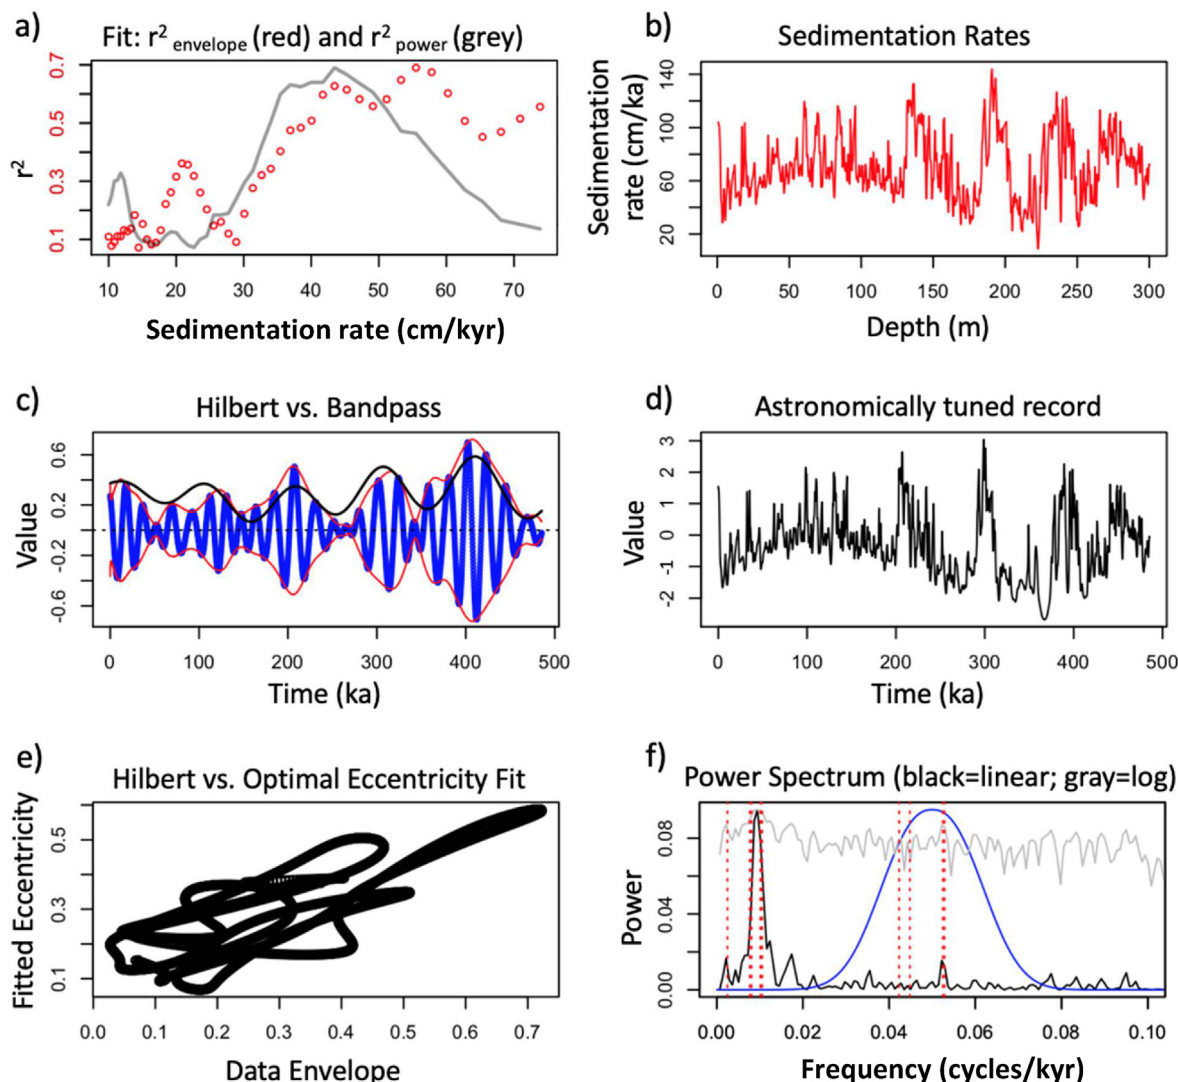 a)
Fit: r² envelope (red) and r² power (grey)
0.7
0.5
0.3
0.1
r²
10 20 30 40 50 60 70
Sedimentation rate (cm/kyr)
b)
Sedimentation Rates
140
100
60
20
Sedimentation
rate (cm/ka)
0 50 100 150 200 250 300
Depth (m)
c)
Hilbert vs. Bandpass
0.6
0.2
-0.2
-0.6
Value
0 100 200 300 400 500
Time (ka)
d)
Astronomically tuned record
3
2
1
0
-1
-2
Value
0 100 200 300 400 500
Time (ka)
e)
Hilbert vs. Optimal Eccentricity Fit
0.5
0.3
0.1
Fitted Eccentricity
0.0 0.1 0.2 0.3 0.4 0.5 0.6 0.7
Data Envelope
f)
Power Spectrum (black=linear; gray=log)
0.08
0.04
0.00
Power
0.00 0.02 0.04 0.06 0.08 0.10
Frequency (cycles/kyr)